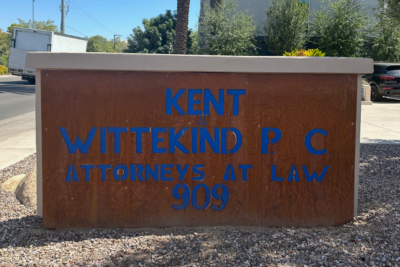 KENT
WITTEKIND P C
ATTORNEYS AT LAW
909